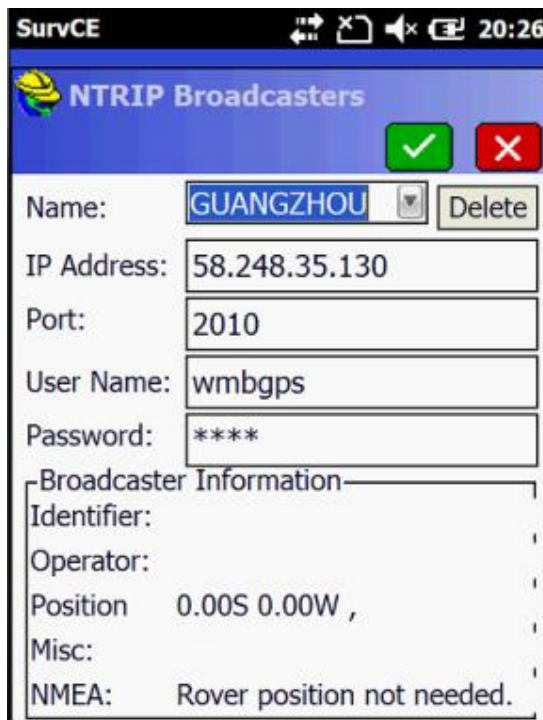 SurvCE 20:26
NTRIP Broadcasters
Name: GUANGZHOU Delete
IP Address: 58.248.35.130
Port: 2010
User Name: wmbgps
Password: ****
Broadcaster Information
Identifier:
Operator:
Position 0.00S 0.00W ,
Misc:
NMEA: Rover position not needed.